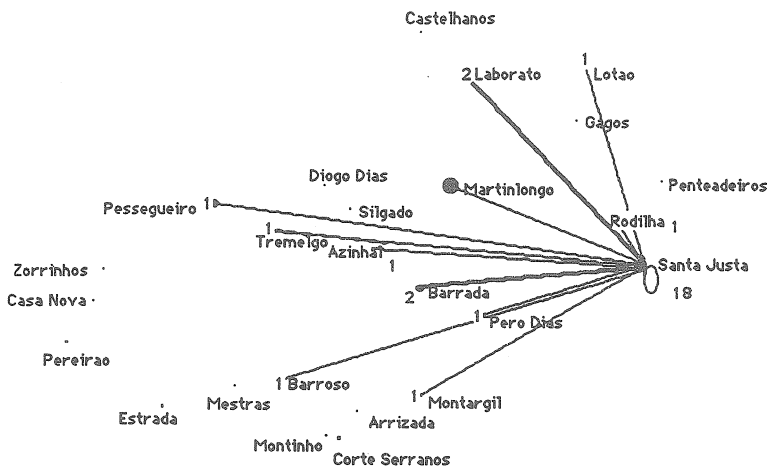 Castelhanos
1
2 Laborato
Lotao
Gagos
Diogo Dias
Martinlongo
Penteadeiros
Pessegueiro 1
Silgado
Rodilha 1
1
Tremelgo
Azinhal
1
Santa Justa
Zorrinhos
18
2 Barrada
Casa Nova
1
Pero Dias
Pereirao
1 Barroso
Mestras
1 Montargil
Estrada
Arrizada
Montinho
Corte Serranos